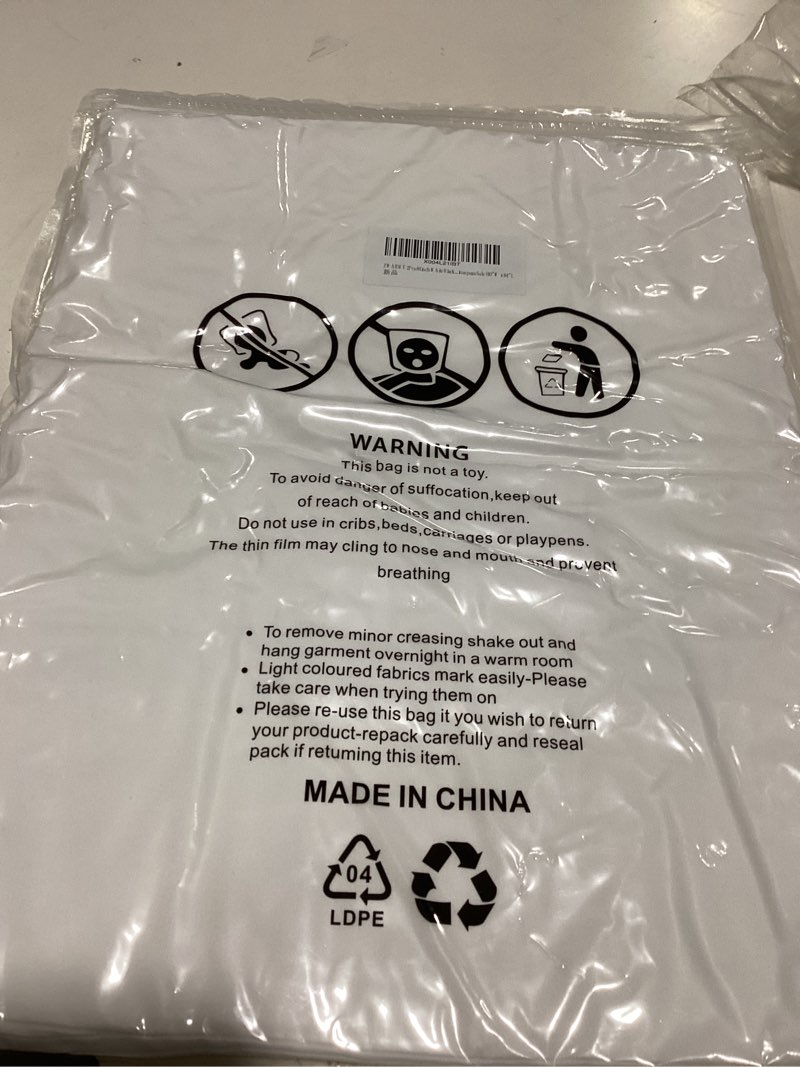 X004L21IBT
新品
WARNING
This bag is not a toy.
To avoid danger of suffocation,keep out
of reach of babies and children.
Do not use in cribs,beds,carriages or playpens.
The thin film may cling to nose and mouth and prevent
breathing
• To remove minor creasing shake out and
hang garment overnight in a warm room
• Light coloured fabrics mark easily-Please
take care when trying them on
• Please re-use this bag it you wish to return
your product-repack carefully and reseal
pack if retuming this item.
MADE IN CHINA
04
LDPE